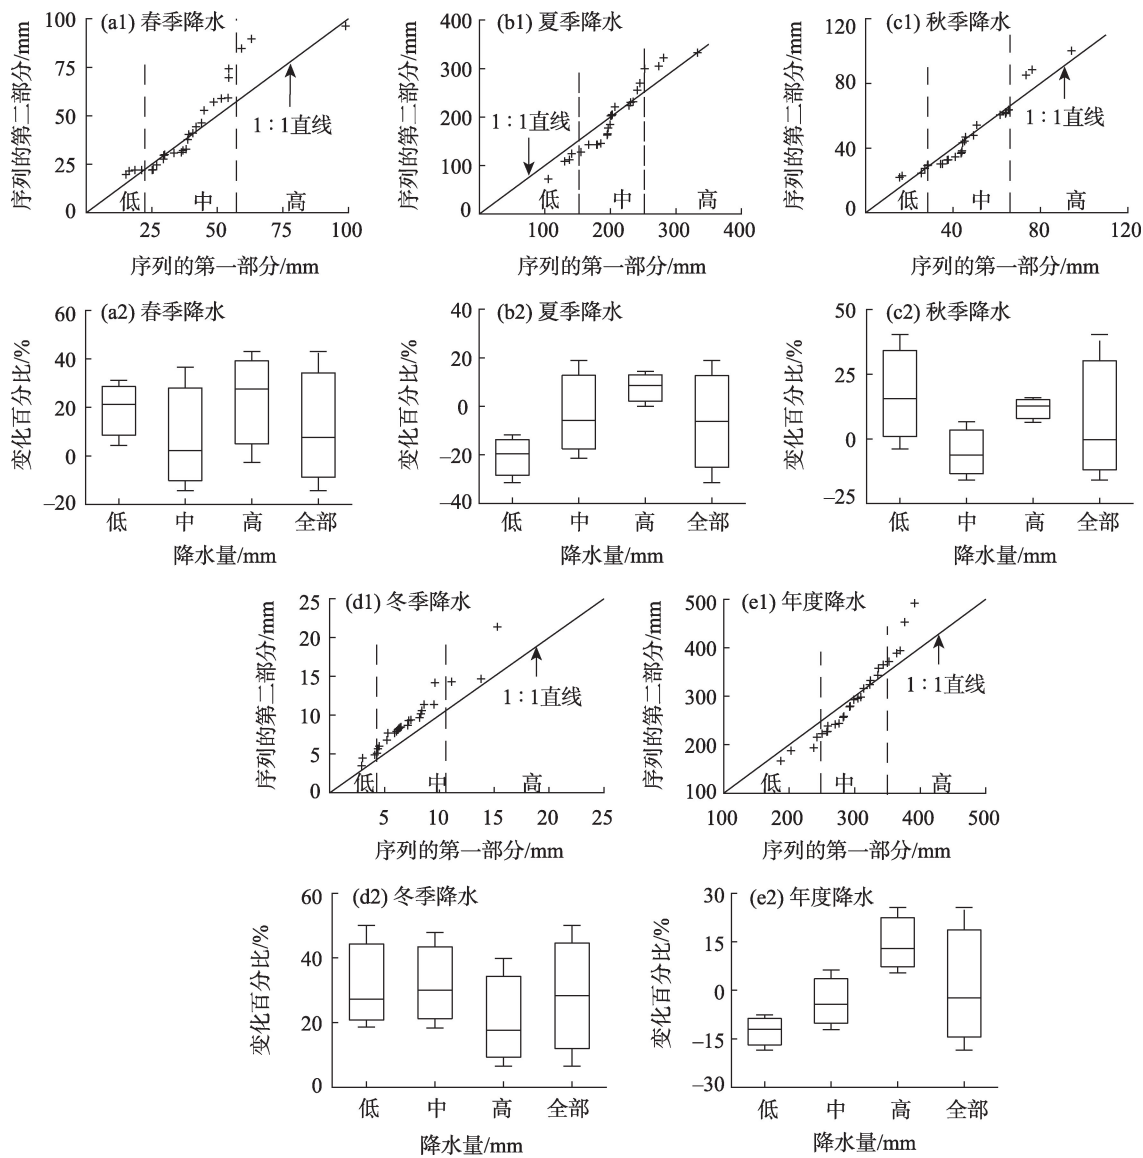 (a1) 春季降水
序列的第二部分/mm
100
75
50
25
0
1∶1直线
低 中 高
25 50 75 100
序列的第一部分/mm
(b1) 夏季降水
序列的第二部分/mm
400
300
200
100
0
1∶1直线
低 中 高
100 200 300 400
序列的第一部分/mm
(c1) 秋季降水
序列的第二部分/mm
120
80
40
0
1∶1直线
低 中 高
40 80 120
序列的第一部分/mm
(a2) 春季降水
变化百分比/%
60
40
20
0
−20
低 中 高 全部
降水量/mm
(b2) 夏季降水
变化百分比/%
40
20
0
−20
−40
低 中 高 全部
降水量/mm
(c2) 秋季降水
变化百分比/%
50
25
0
−25
低 中 高 全部
降水量/mm
(d1) 冬季降水
序列的第二部分/mm
25
20
15
10
5
0
1∶1直线
低 中 高
5 10 15 20 25
序列的第一部分/mm
(e1) 年度降水
序列的第二部分/mm
500
400
300
200
100
1∶1直线
低 中 高
100 200 300 400 500
序列的第一部分/mm
(d2) 冬季降水
变化百分比/%
60
40
20
0
低 中 高 全部
降水量/mm
(e2) 年度降水
变化百分比/%
30
15
0
−15
−30
低 中 高 全部
降水量/mm